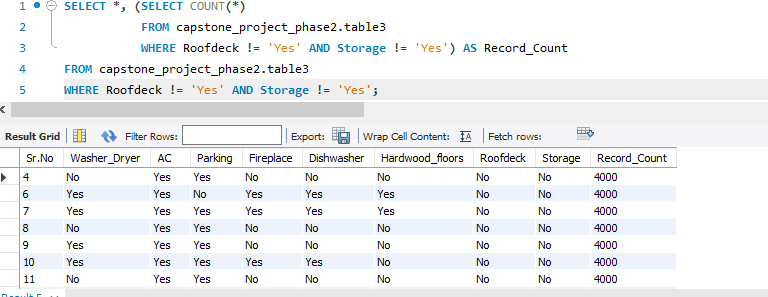 1 SELECT *, (SELECT COUNT(*)
2 FROM capstone_project_phase2.table3
3 WHERE Roofdeck != 'Yes' AND Storage != 'Yes') AS Record_Count
4 FROM capstone_project_phase2.table3
5 WHERE Roofdeck != 'Yes' AND Storage != 'Yes';
Result Grid Filter Rows: Export: Wrap Cell Content: Fetch rows:
Sr.No Washer_Dryer AC Parking Fireplace Dishwasher Hardwood_floors Roofdeck Storage Record_Count
4 No Yes Yes No No No No No 4000
6 Yes Yes No Yes Yes Yes No No 4000
7 Yes Yes Yes Yes Yes Yes No No 4000
8 No Yes Yes No No No No No 4000
9 Yes Yes Yes No No No No No 4000
10 Yes Yes Yes Yes Yes No No No 4000
11 No Yes Yes No No No No No 4000